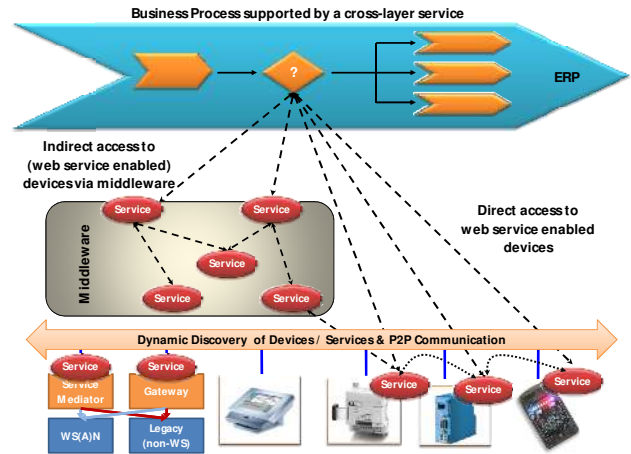 Business Process supported by a cross-layer service
?
ERP
Indirect access to
(web service enabled)
devices via middleware
Direct access to
web service enabled
devices
Middleware
Service
Service
Service
Service
Service
Dynamic Discovery of Devices / Services & P2P Communication
Service
Service
Service
Service
Service
Service
Mediator
Gateway
WS(A)N
Legacy
(non-WS)